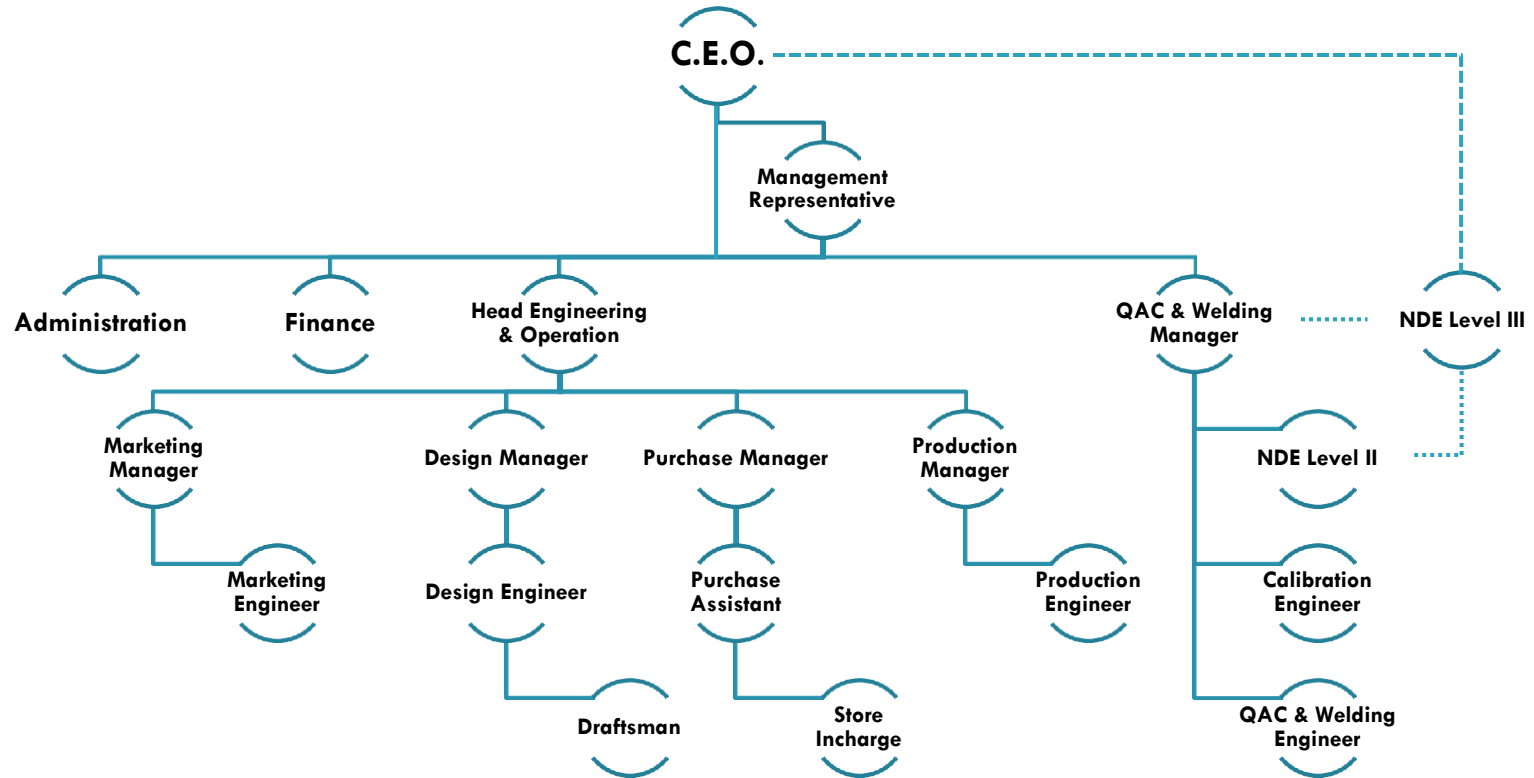 C.E.O.
Management
Representative
Administration
Finance
Head Engineering
& Operation
QAC & Welding
Manager
NDE Level III
Marketing
Manager
Design Manager
Purchase Manager
Production
Manager
NDE Level II
Marketing
Engineer
Design Engineer
Purchase
Assistant
Production
Engineer
Calibration
Engineer
Draftsman
Store
Incharge
QAC & Welding
Engineer